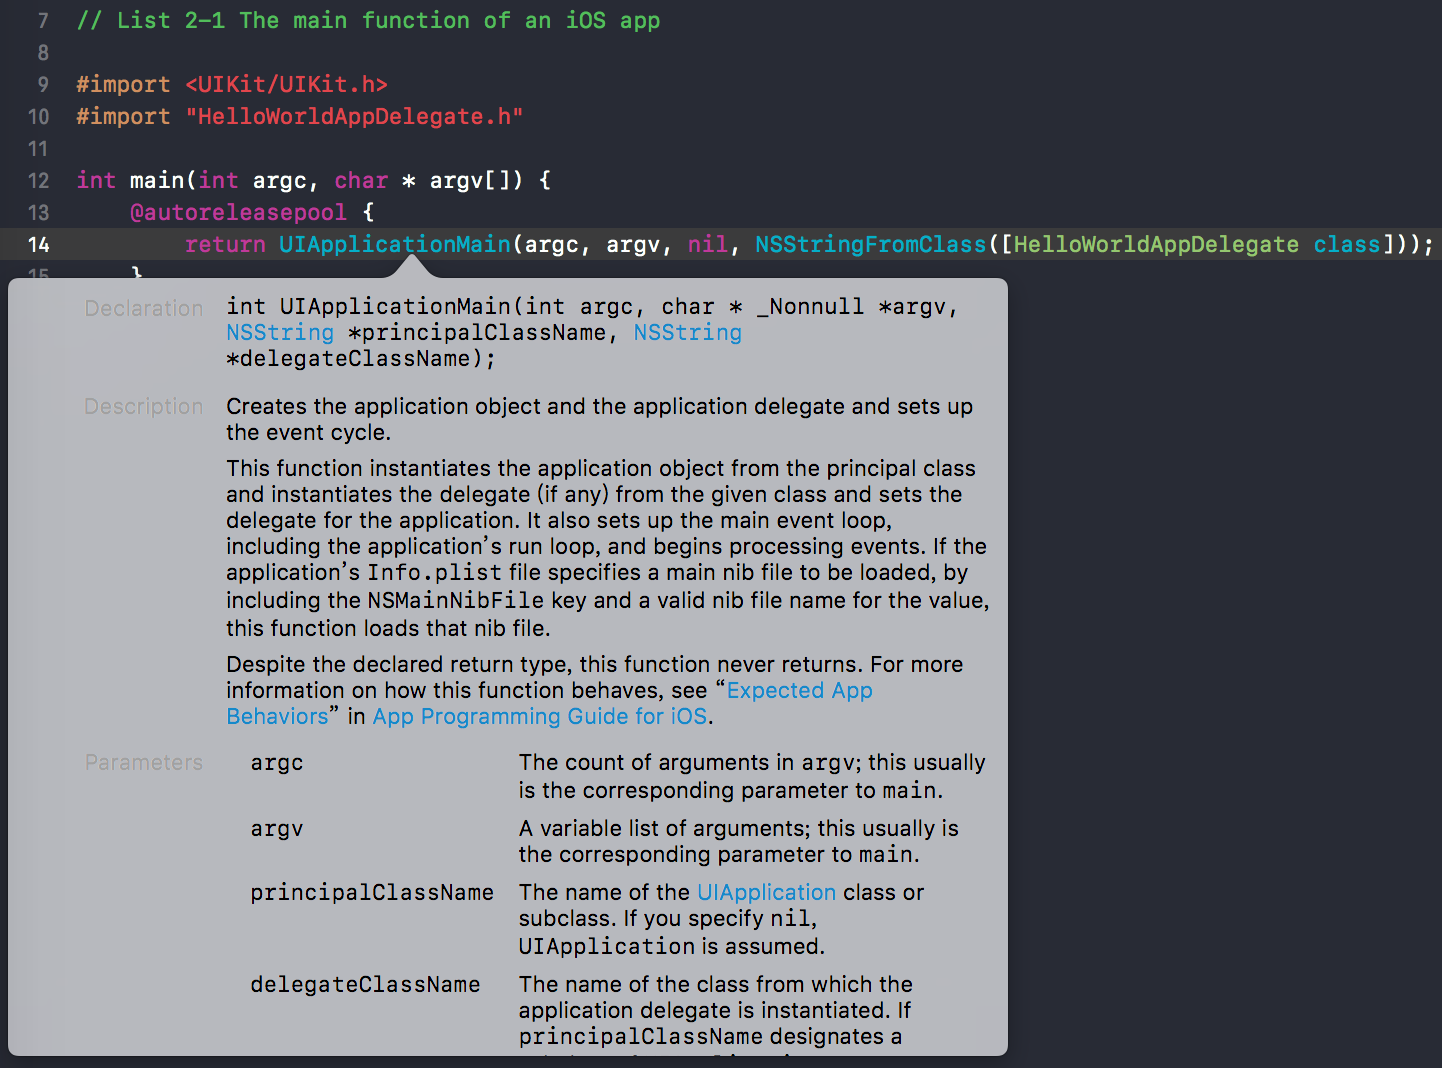 7 // List 2-1 The main function of an iOS app
8
9 #import <UIKit/UIKit.h>
10 #import "HelloWorldAppDelegate.h"
11
12 int main(int argc, char * argv[]) {
13 @autoreleasepool {
14 return UIApplicationMain(argc, argv, nil, NSStringFromClass([HelloWorldAppDelegate class]));
15 }
Declaration int UIApplicationMain(int argc, char * _Nonnull *argv,
NSString *principalClassName, NSString
*delegateClassName);
Description Creates the application object and the application delegate and sets up
the event cycle.
This function instantiates the application object from the principal class
and instantiates the delegate (if any) from the given class and sets the
delegate for the application. It also sets up the main event loop,
including the application’s run loop, and begins processing events. If the
application’s Info.plist file specifies a main nib file to be loaded, by
including the NSMainNibFile key and a valid nib file name for the value,
this function loads that nib file.
Despite the declared return type, this function never returns. For more
information on how this function behaves, see “Expected App
Behaviors” in App Programming Guide for iOS.
Parameters argc The count of arguments in argv; this usually
is the corresponding parameter to main.
argv A variable list of arguments; this usually is
the corresponding parameter to main.
principalClassName The name of the UIApplication class or
subclass. If you specify nil,
UIApplication is assumed.
delegateClassName The name of the class from which the
application delegate is instantiated. If
principalClassName designates a